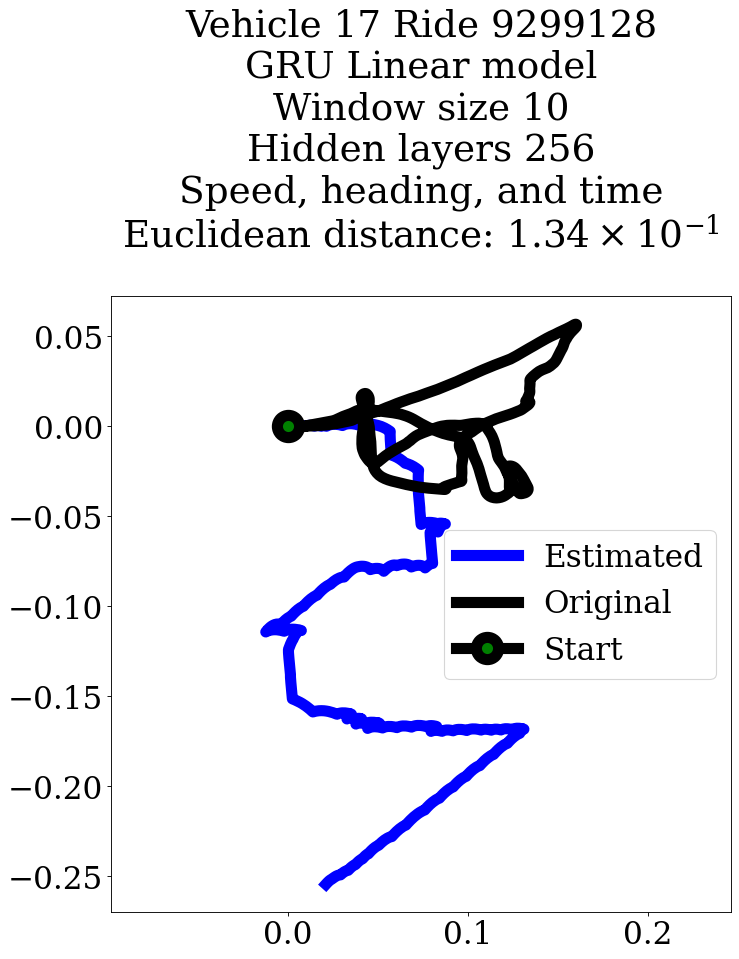 Vehicle 17 Ride 9299128
GRU Linear model
Window size 10
Hidden layers 256
Speed, heading, and time
Euclidean distance: 1.34 × 10⁻¹
0.05
0.00
−0.05
−0.10
−0.15
−0.20
−0.25
Estimated
Original
Start
0.0 0.1 0.2